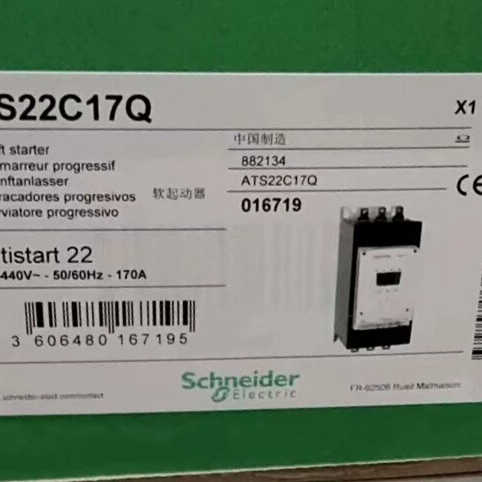 S22C17Q
X1
ft starter
marreur progressif
nftanlasser
racadores progresivos
viatore progressivo
软起动器
中国制造
882134
ATS22C17Q
016719
CE
tistart 22
440V~ - 50/60Hz - 170A
3 606480 167195
Schneider
Electric
FR-92506 Rueil Malmaison